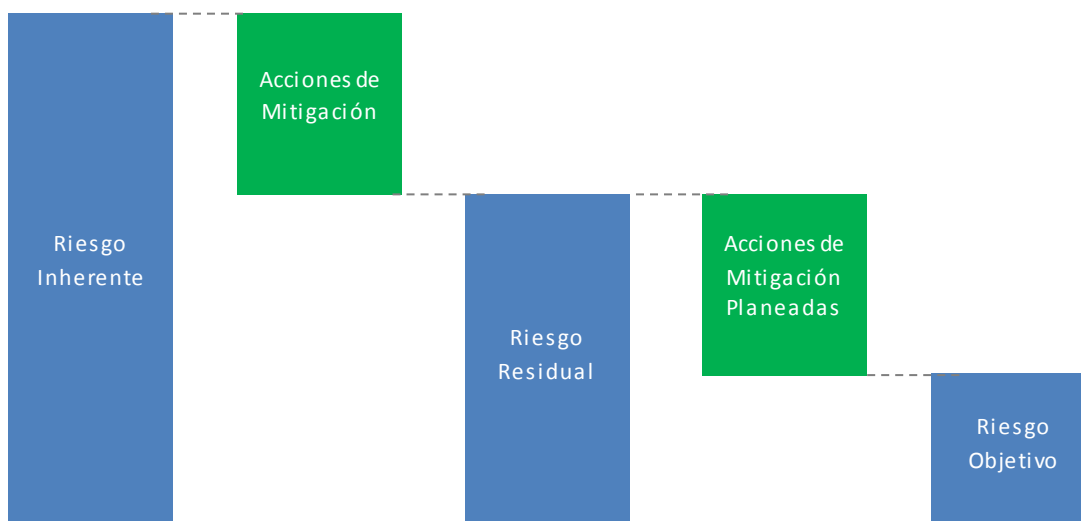 Riesgo
Inherente
Acciones de
Mitigación
Riesgo
Residual
Acciones de
Mitigación
Planeadas
Riesgo
Objetivo